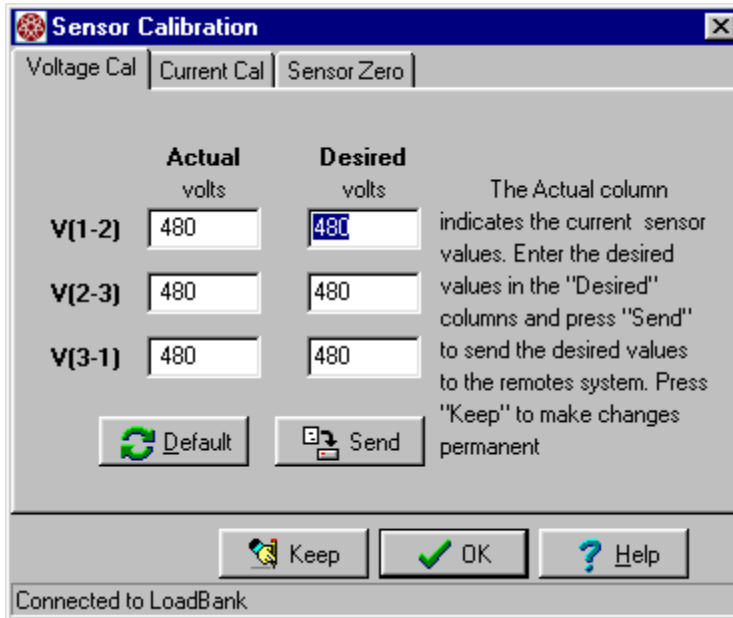 Sensor Calibration
Voltage Cal Current Cal Sensor Zero
Actual Desired
volts volts
V(1-2) 480 480
V(2-3) 480 480
V(3-1) 480 480
The Actual column
indicates the current sensor
values. Enter the desired
values in the "Desired"
columns and press "Send"
to send the desired values
to the remotes system. Press
"Keep" to make changes
permanent
Default Send
Keep OK ? Help
Connected to LoadBank